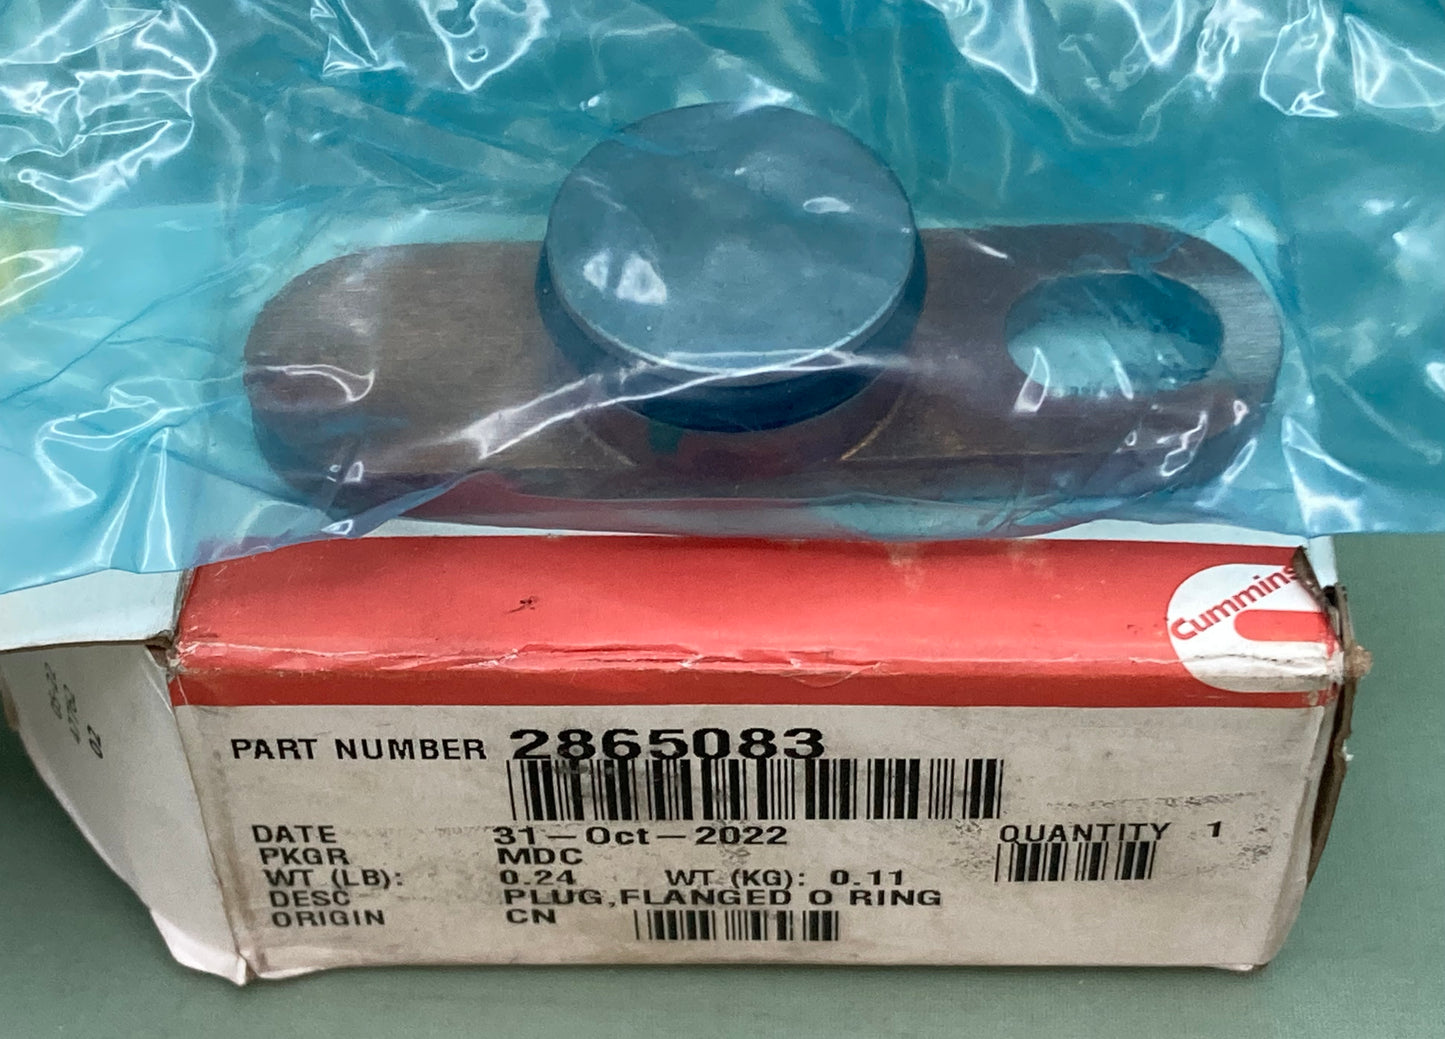 Cummins
PART NUMBER 2865083
DATE 31-Oct-2022 QUANTITY 1
PKGR MDC
WT (LB): 0.24 WT (KG): 0.11
DESC PLUG,FLANGED O RING
ORIGIN CN
02